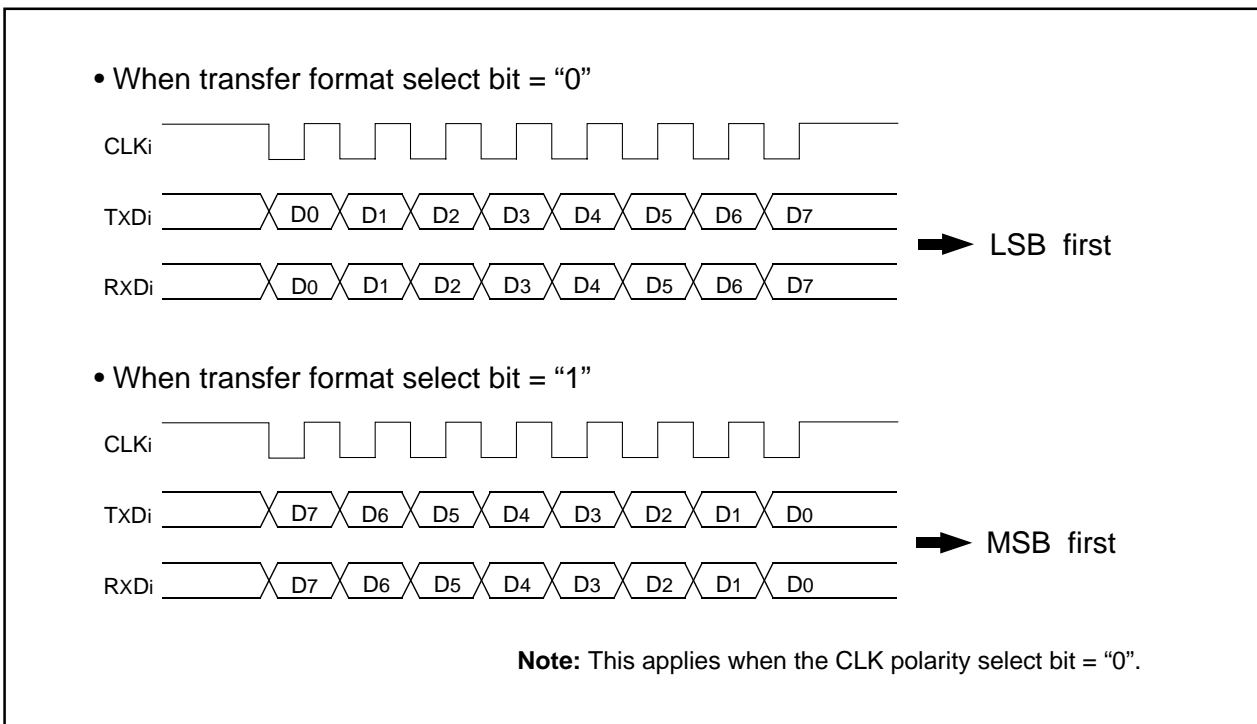 • When transfer format select bit = “0”
CLKi
TXDi D0 D1 D2 D3 D4 D5 D6 D7
RXDi D0 D1 D2 D3 D4 D5 D6 D7
LSB first
• When transfer format select bit = “1”
CLKi
TXDi D7 D6 D5 D4 D3 D2 D1 D0
RXDi D7 D6 D5 D4 D3 D2 D1 D0
MSB first
Note: This applies when the CLK polarity select bit = “0”.